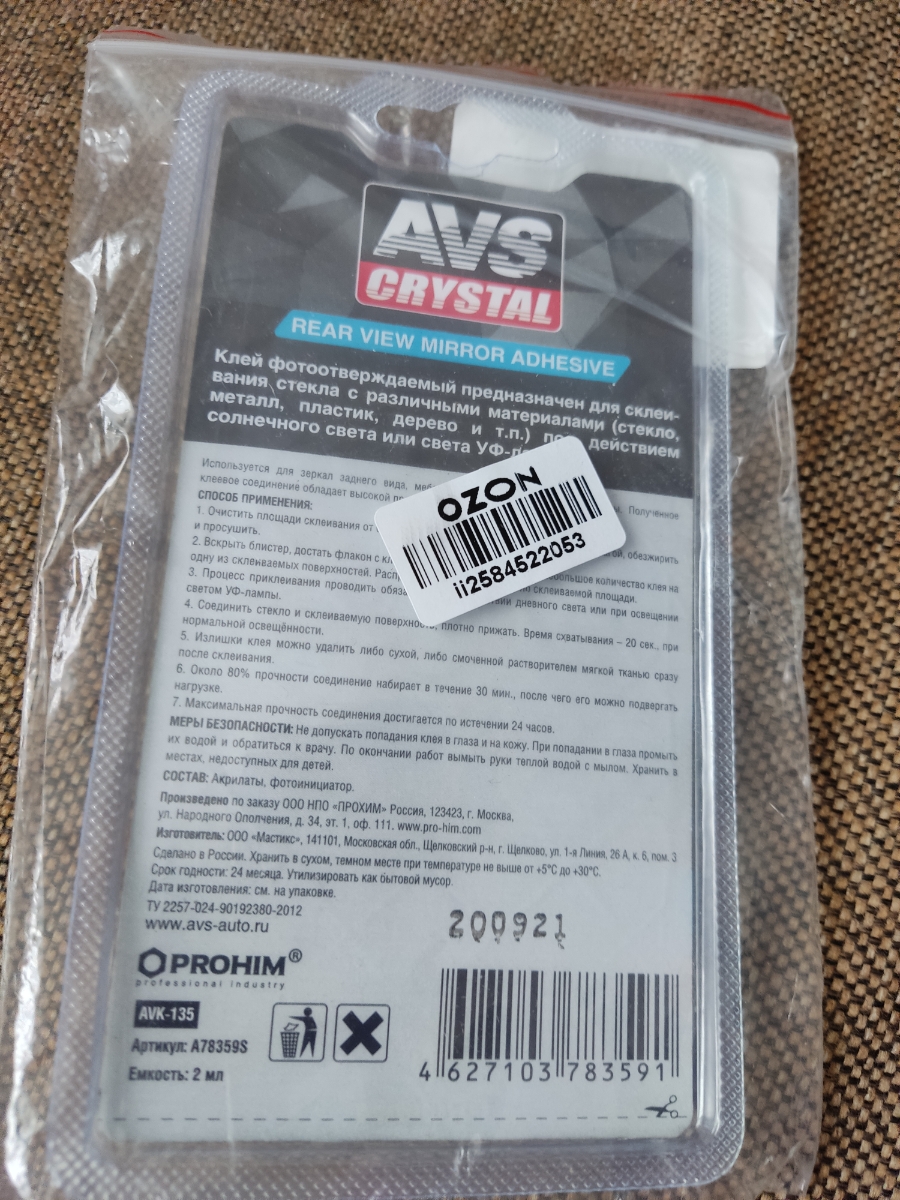 AVS
CRYSTAL
REAR VIEW MIRROR ADHESIVE
Клей фотоотверждаемый предназначен для склеи-
вания стекла с различными материалами (стекло,
металл, пластик, дерево и т.п.) под действием
солнечного света или света УФ-
Используется для зеркал заднего вида, Полученное
клеевое соединение обладает высокой
СПОСОБ ПРИМЕНЕНИЯ:
1. Очистить площади склеивания от обезжирить
и просушить.
2. Вскрыть блистер, достать флакон с количество клея на
одну из склеиваемых поверхностей. склеиваемой площади.
3. Процесс приклеивания проводить дневного света или при освещении
светом УФ-лампы.
4. Соединить стекло и склеиваемую поверхность, плотно прижать. Время схватывания – 20 сек., при
нормальной освещённости.
5. Излишки клея можно удалить либо сухой, либо смоченной растворителем мягкой тканью сразу
после склеивания.
6. Около 80% прочности соединение набирает в течение 30 мин., после чего его можно подвергать
нагрузке.
7. Максимальная прочность соединения достигается по истечении 24 часов.
МЕРЫ БЕЗОПАСНОСТИ: Не допускать попадания клея в глаза и на кожу. При попадании в глаза промыть
их водой и обратиться к врачу. По окончании работ вымыть руки теплой водой с мылом. Хранить в
местах, недоступных для детей.
СОСТАВ: Акрилаты, фотоинициатор.
Произведено по заказу ООО НПО «ПРОХИМ» Россия, 123423, г. Москва,
ул. Народного Ополчения, д. 34, эт. 1, оф. 111. www.pro-him.com
Изготовитель: ООО «Мастикс», 141101, Московская обл., Щелковский р-н, г. Щелково, ул. 1-я Линия, 26 А, к. 6, пом. 3
Сделано в России. Хранить в сухом, темном месте при температуре не выше от +5°С до +30°С.
Срок годности: 24 месяца. Утилизировать как бытовой мусор.
Дата изготовления: см. на упаковке.
ТУ 2257-024-90192380-2012
www.avs-auto.ru
200921
PROHIM®
professional industry
AVK-135
Артикул: A78359S
Емкость: 2 мл
4 627103 783591
OZON
ii2584522053